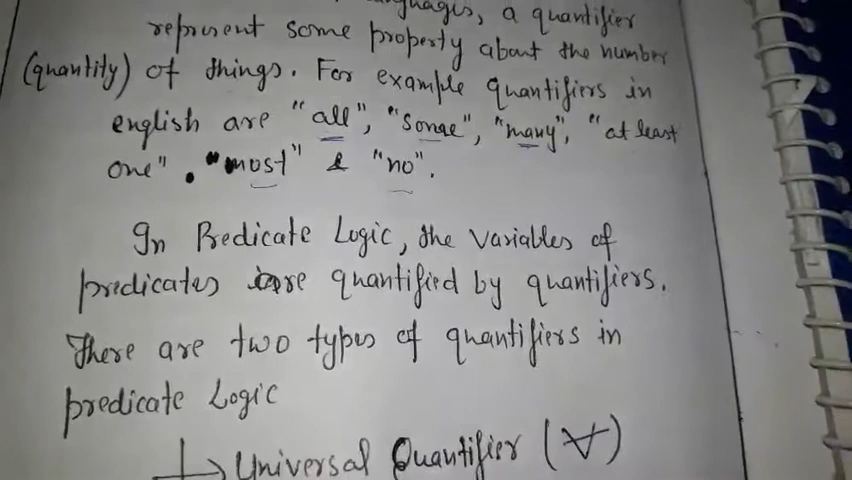 languages, a quantifier
represent some property about the number
(quantity) of things. For example quantifiers in
english are "all", "some", "many", "at least
one". "most" & "no".
In Predicate Logic, the variables of
predicates are quantified by quantifiers.
There are two types of quantifiers in
predicate Logic
→ Universal Quantifier (∀)